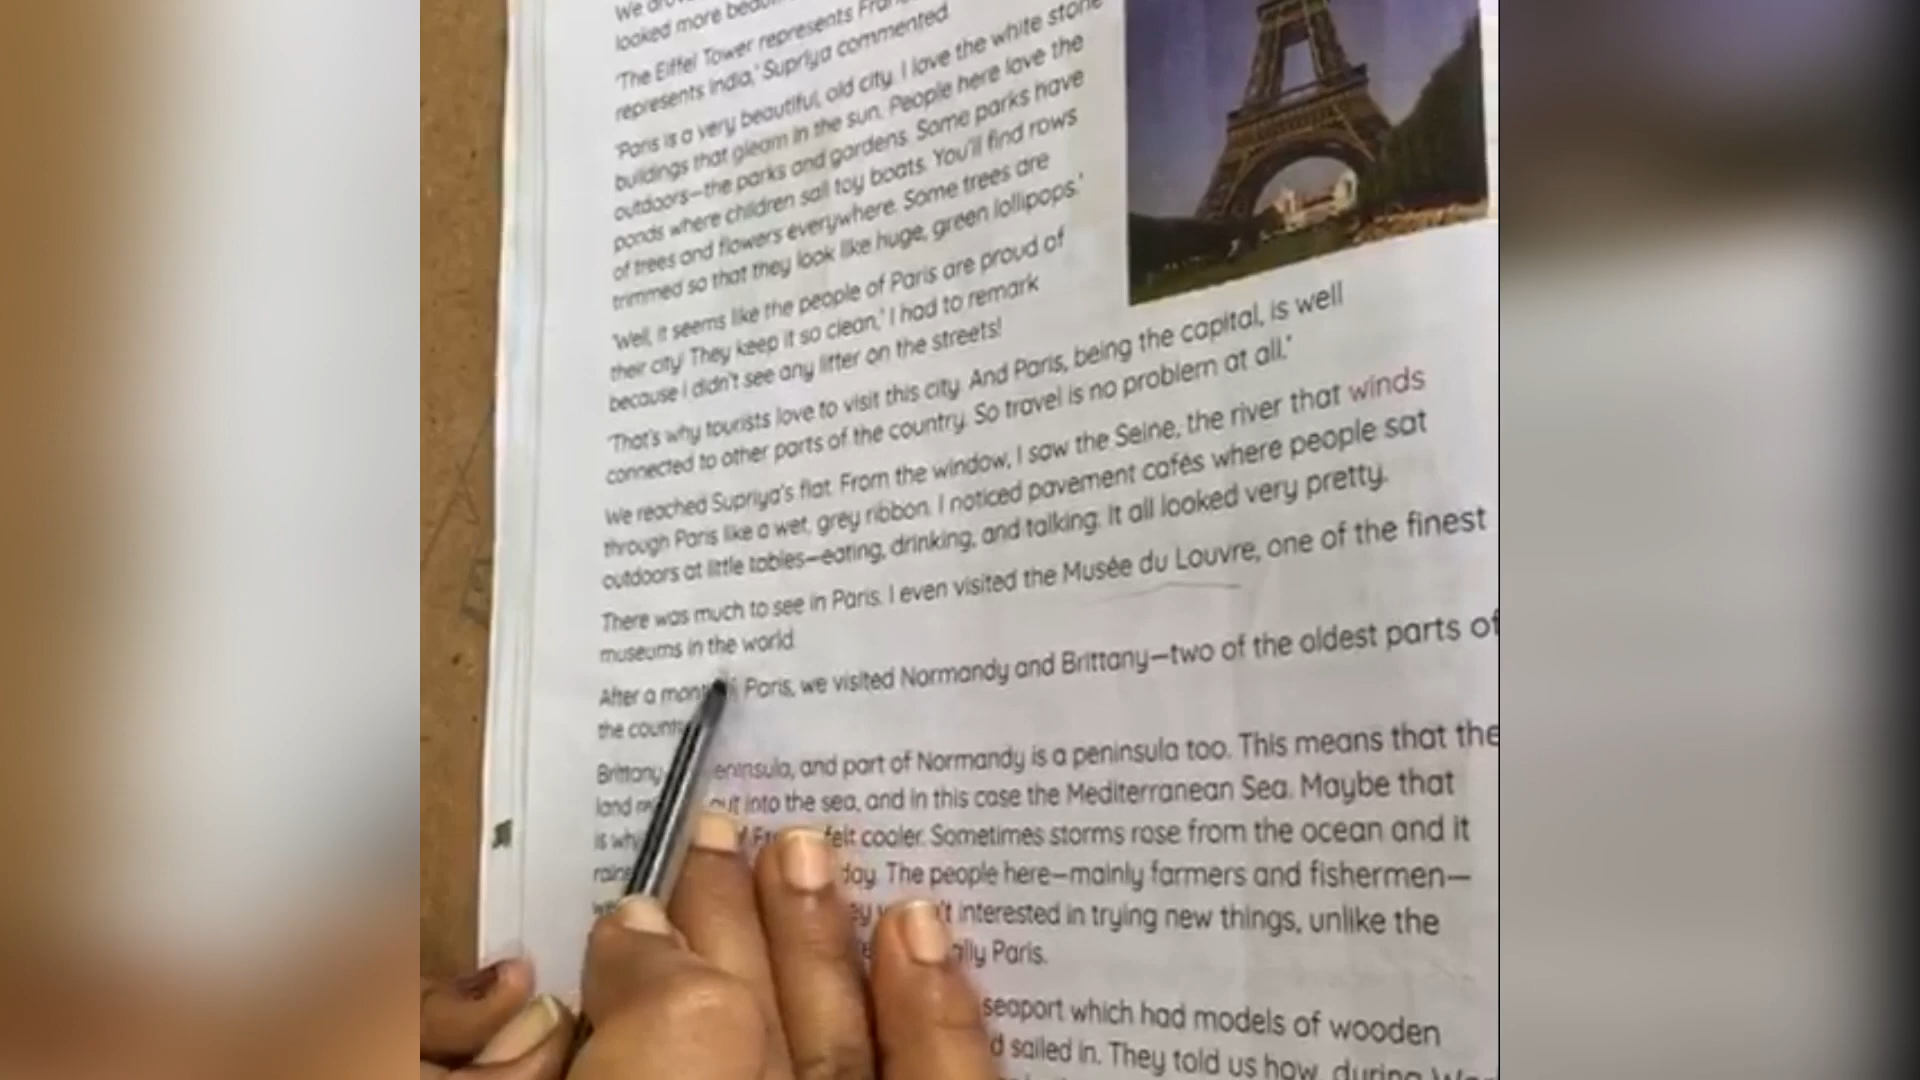 We
looked more
'The Eiffel Tower represents
represents India,' Supriya commented.
'Paris is a very beautiful, old city. I love the white stone
buildings that gleam in the sun. People here love the
outdoors—the parks and gardens. Some parks have
ponds where children sail toy boats. You'll find rows
of trees and flowers everywhere. Some trees are
trimmed so that they look like huge, green lollipops.'
'Well, it seems like the people of Paris are proud of
their city! They keep it so clean,' I had to remark
because I didn't see any litter on the streets!
'That's why tourists love to visit this city. And Paris, being the capital, is well
connected to other parts of the country. So travel is no problem at all.'
We reached Supriya's flat. From the window, I saw the Seine, the river that winds
through Paris like a wet, grey ribbon. I noticed pavement cafés where people sat
outdoors at little tables—eating, drinking, and talking. It all looked very pretty.
There was much to see in Paris. I even visited the Musée du Louvre, one of the finest
museums in the world.
After a Paris, we visited Normandy and Brittany—two of the oldest parts of
the
Brittany and part of Normandy is a peninsula too. This means that the
land out into the sea, and in this case the Mediterranean Sea. Maybe that
is felt cooler. Sometimes storms rose from the ocean and it
day. The people here—mainly farmers and fishermen—
interested in trying new things, unlike the
Paris.
seaport which had models of wooden
sailed in. They told us how, during